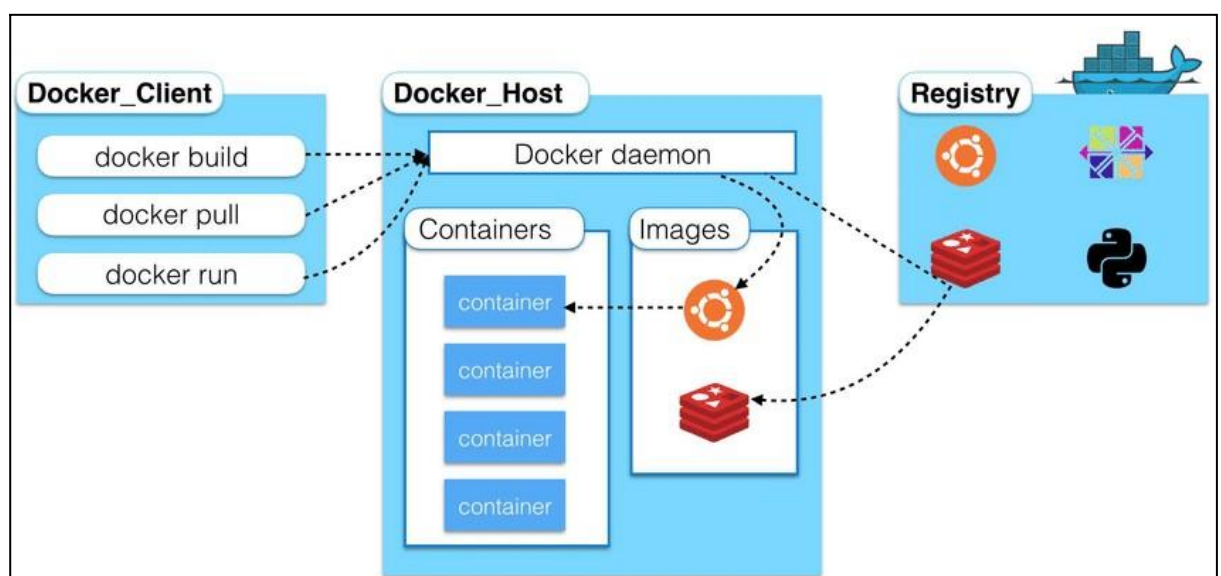 Docker_Client
docker build
docker pull
docker run
Docker_Host
Docker daemon
Containers
container
container
container
container
Images
Registry